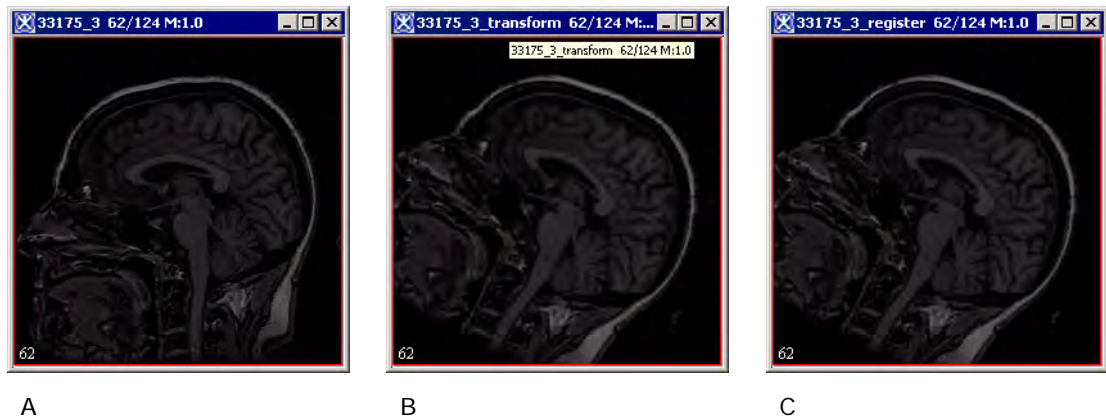 33175_3 62/124 M:1.0
33175_3_transform 62/124 M:...
33175_3_register 62/124 M:1.0
33175_3_transform 62/124 M:1.0
62
62
62
A
B
C